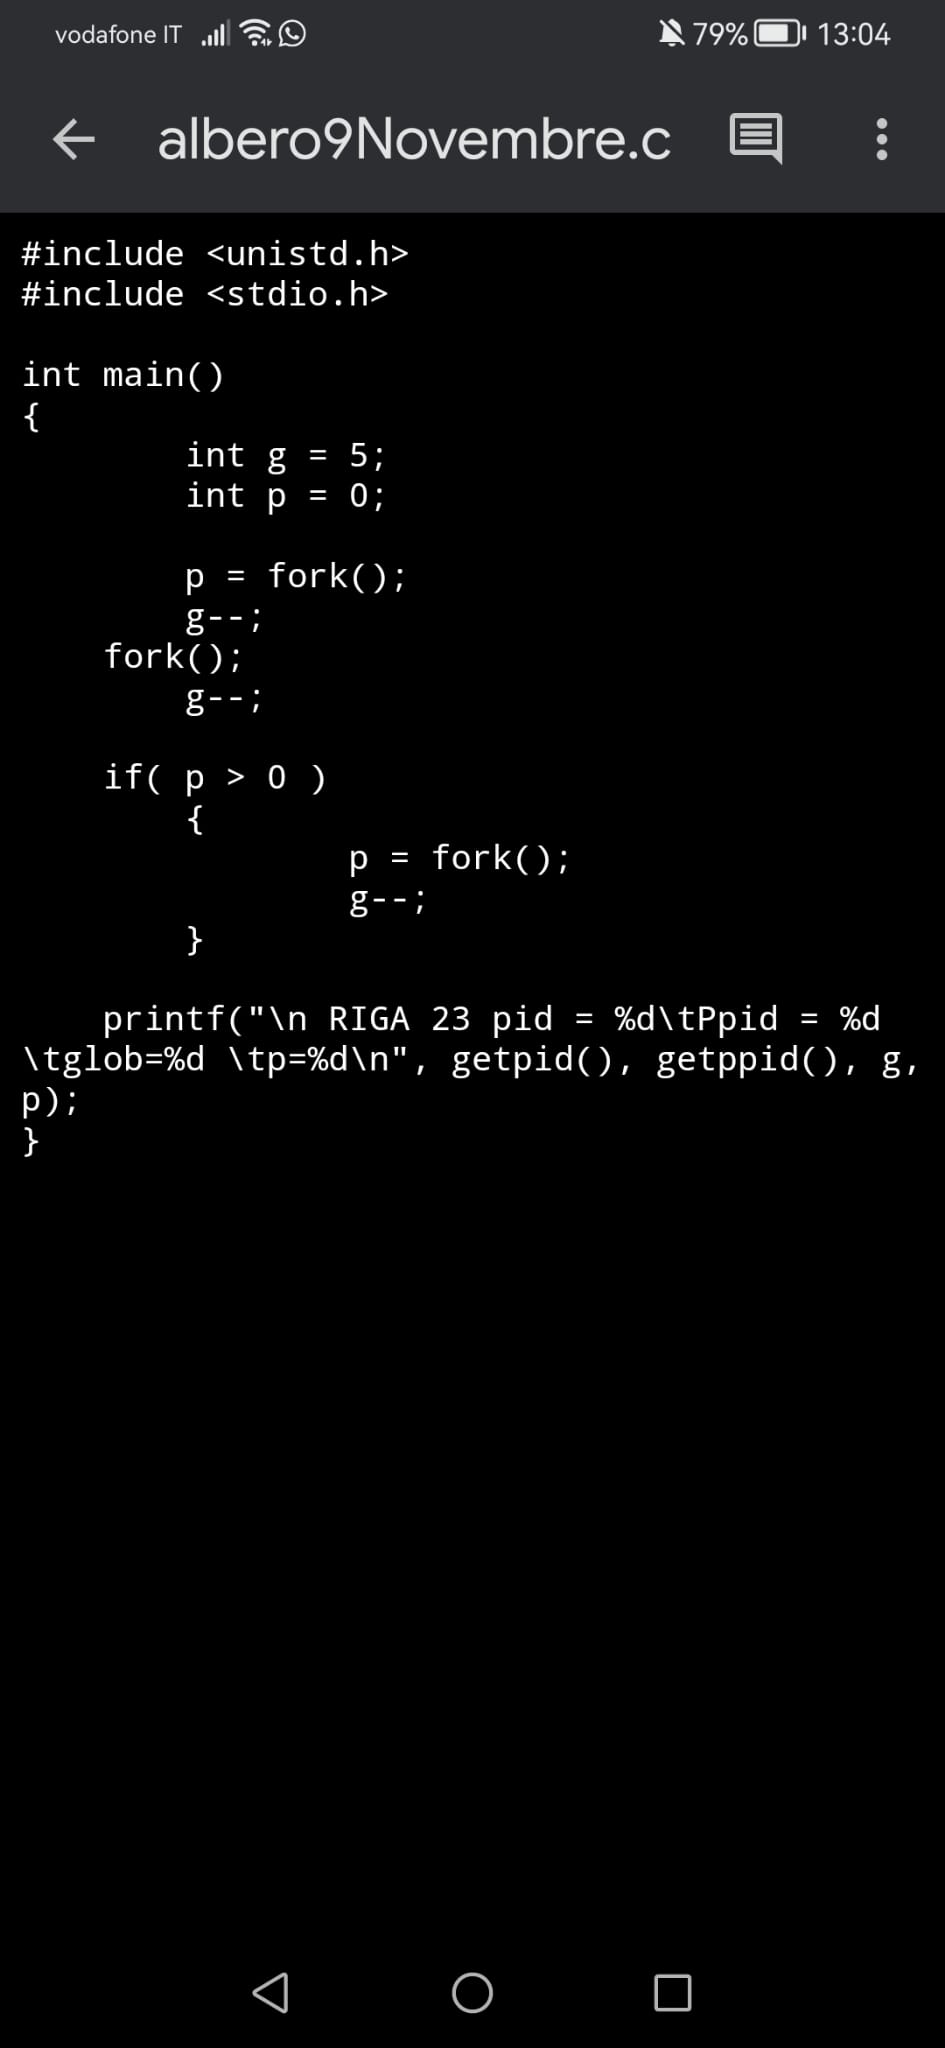 vodafone IT 79% 13:04
albero9Novembre.c
#include <unistd.h>
#include <stdio.h>
int main()
{
int g = 5;
int p = 0;
p = fork();
g--;
fork();
g--;
if( p > 0 )
{
p = fork();
g--;
}
printf("\n RIGA 23 pid = %d\tPpid = %d
\tglob=%d \tp=%d\n", getpid(), getppid(), g,
p);
}